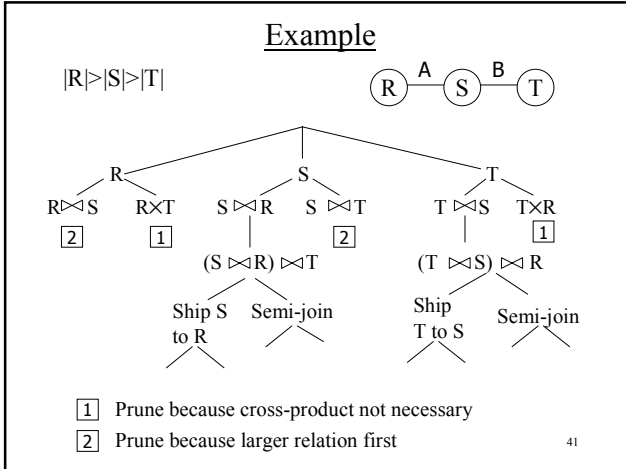 Example
|R|>|S|>|T|
R A S B T
R S T
R⋈S R×T S⋈R S ⋈T T⋈S T×R
2 1 2 1
(S ⋈R) ⋈T (T ⋈S) ⋈ R
Ship S
to R
Semi-join
Ship
T to S
Semi-join
1 Prune because cross-product not necessary
2 Prune because larger relation first
41